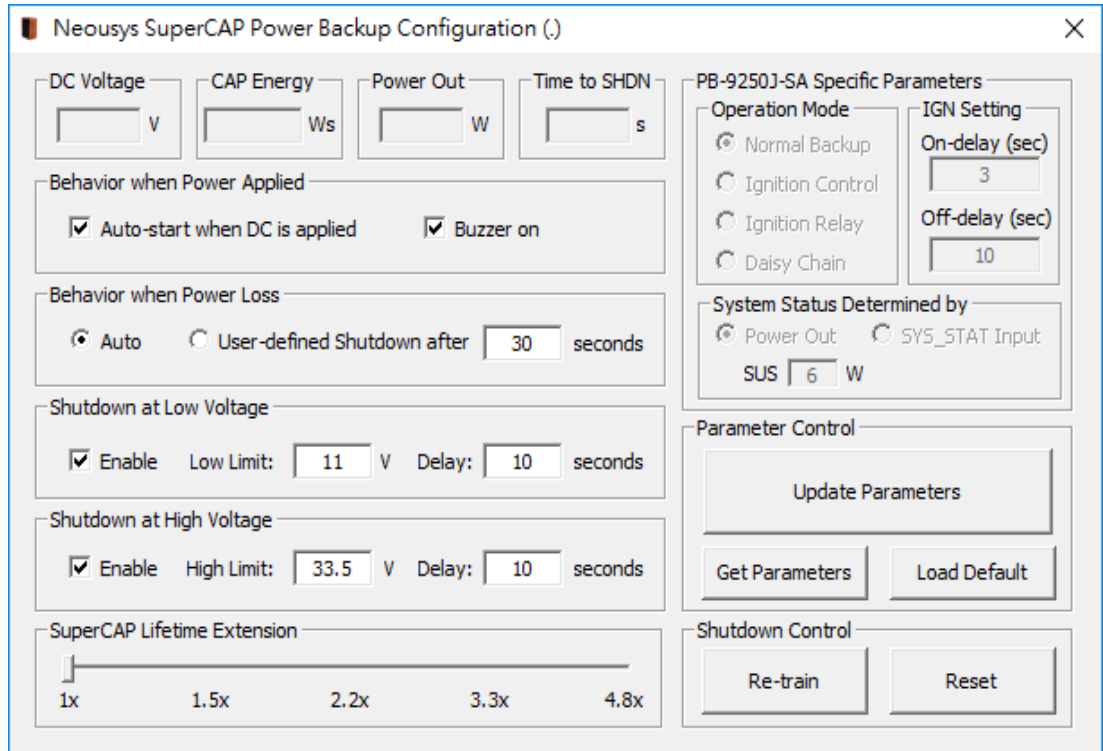 Neousys SuperCAP Power Backup Configuration (.)
DC Voltage
V
CAP Energy
Ws
Power Out
W
Time to SHDN
s
Behavior when Power Applied
Auto-start when DC is applied
Buzzer on
Behavior when Power Loss
Auto
User-defined Shutdown after 30 seconds
Shutdown at Low Voltage
Enable Low Limit: 11 V Delay: 10 seconds
Shutdown at High Voltage
Enable High Limit: 33.5 V Delay: 10 seconds
SuperCAP Lifetime Extension
1x 1.5x 2.2x 3.3x 4.8x
PB-9250J-SA Specific Parameters
Operation Mode
Normal Backup
Ignition Control
Ignition Relay
Daisy Chain
IGN Setting
On-delay (sec)
3
Off-delay (sec)
10
System Status Determined by
Power Out SYS_STAT Input
SUS 6 W
Parameter Control
Update Parameters
Get Parameters Load Default
Shutdown Control
Re-train Reset